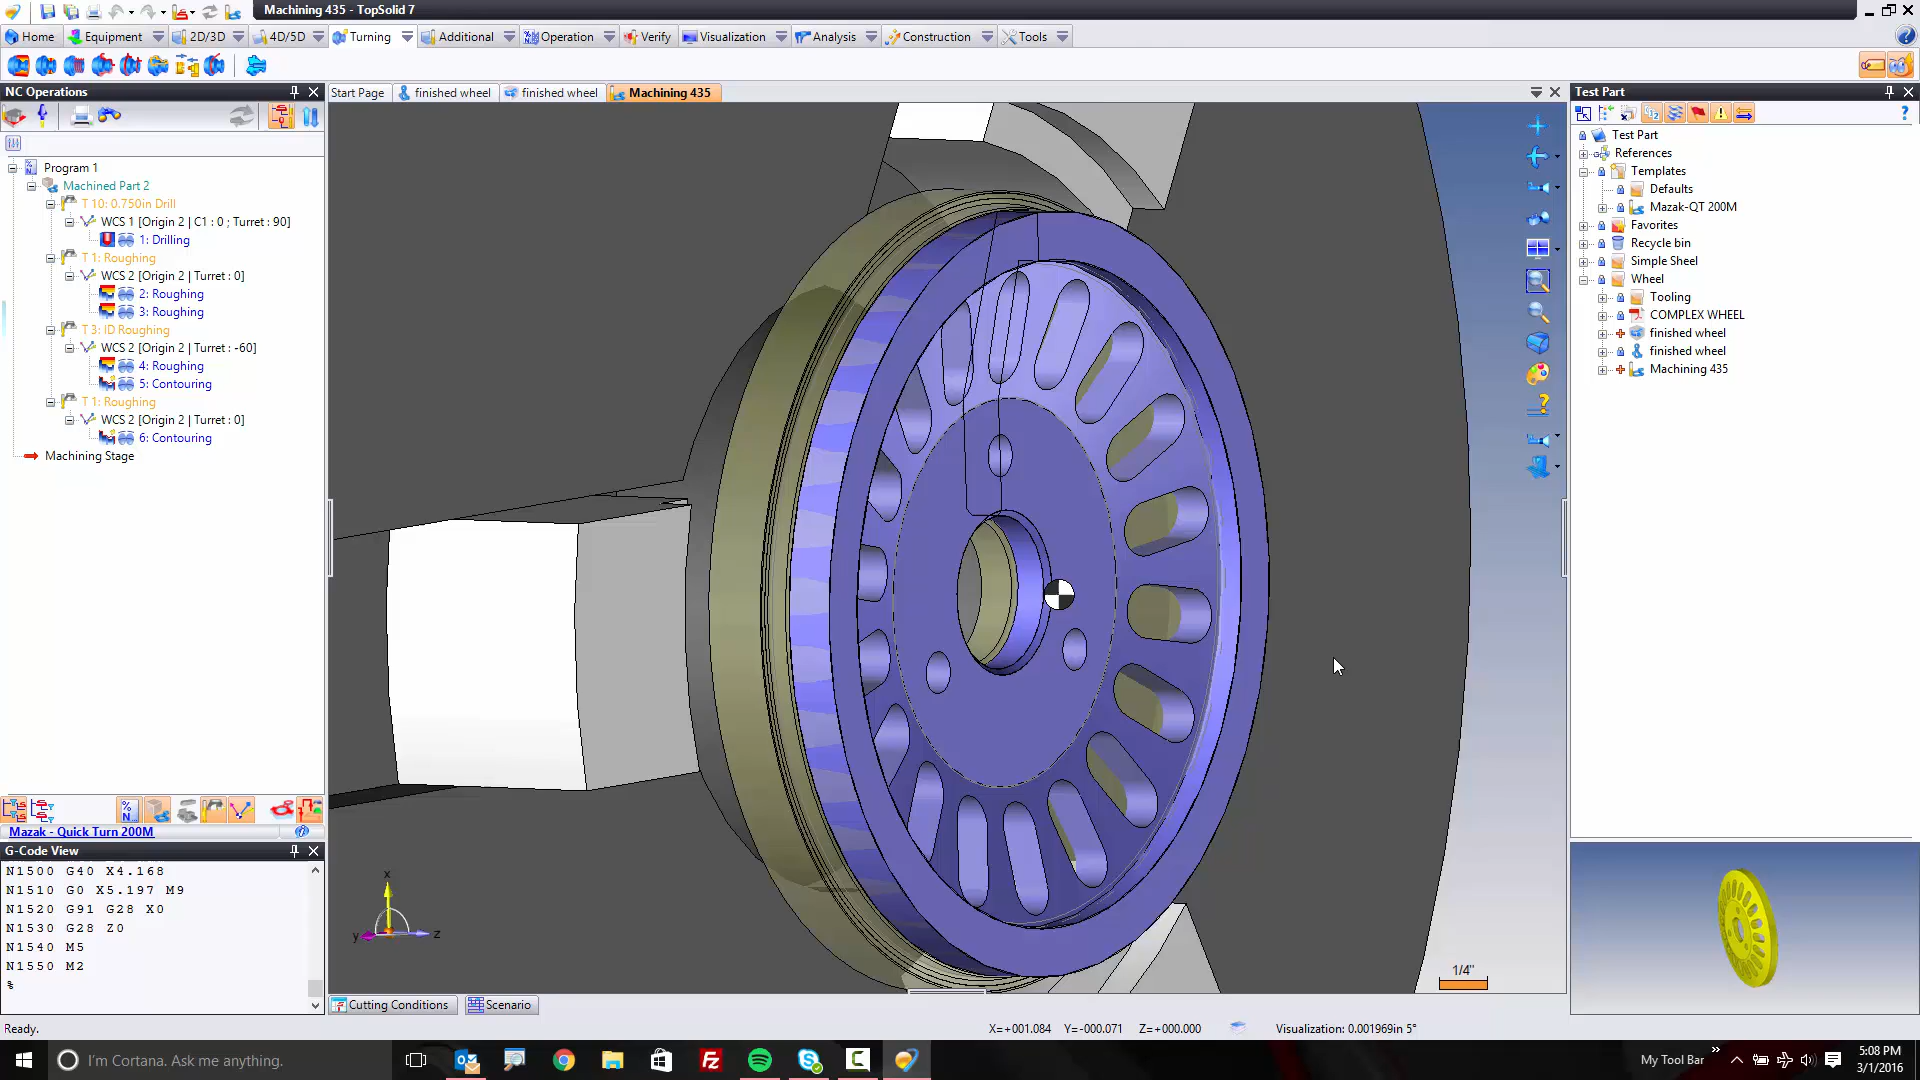 Machining 435 - TopSolid 7
Home
Equipment
2D/3D
4D/5D
Turning
Additional
Operation
Verify
Visualization
Analysis
Construction
Tools
NC Operations
Start Page
finished wheel
finished wheel
Machining 435
Test Part
Program 1
Machined Part 2
T 10: 0.750in Drill
WCS 1 [Origin 2 | C1 : 0 ; Turret : 90]
1: Drilling
T 1: Roughing
WCS 2 [Origin 2 | Turret : 0]
2: Roughing
3: Roughing
T 3: ID Roughing
WCS 2 [Origin 2 | Turret : -60]
4: Roughing
5: Contouring
T 1: Roughing
WCS 2 [Origin 2 | Turret : 0]
6: Contouring
Machining Stage
Test Part
References
Templates
Defaults
Mazak-QT 200M
Favorites
Recycle bin
Simple Sheel
Wheel
Tooling
COMPLEX WHEEL
finished wheel
finished wheel
Machining 435
Mazak - Quick Turn 200M
G-Code View
N1500 G40 X4.168
N1510 G0 X5.197 M9
N1520 G91 G28 X0
N1530 G28 Z0
N1540 M5
N1550 M2
%
x
y
z
1/4"
Cutting Conditions
Scenario
Ready.
X=+001.084 Y=-000.071 Z=+000.000
Visualization: 0.001969in 5°
I'm Cortana. Ask me anything.
My Tool Bar
5:08 PM
3/1/2016